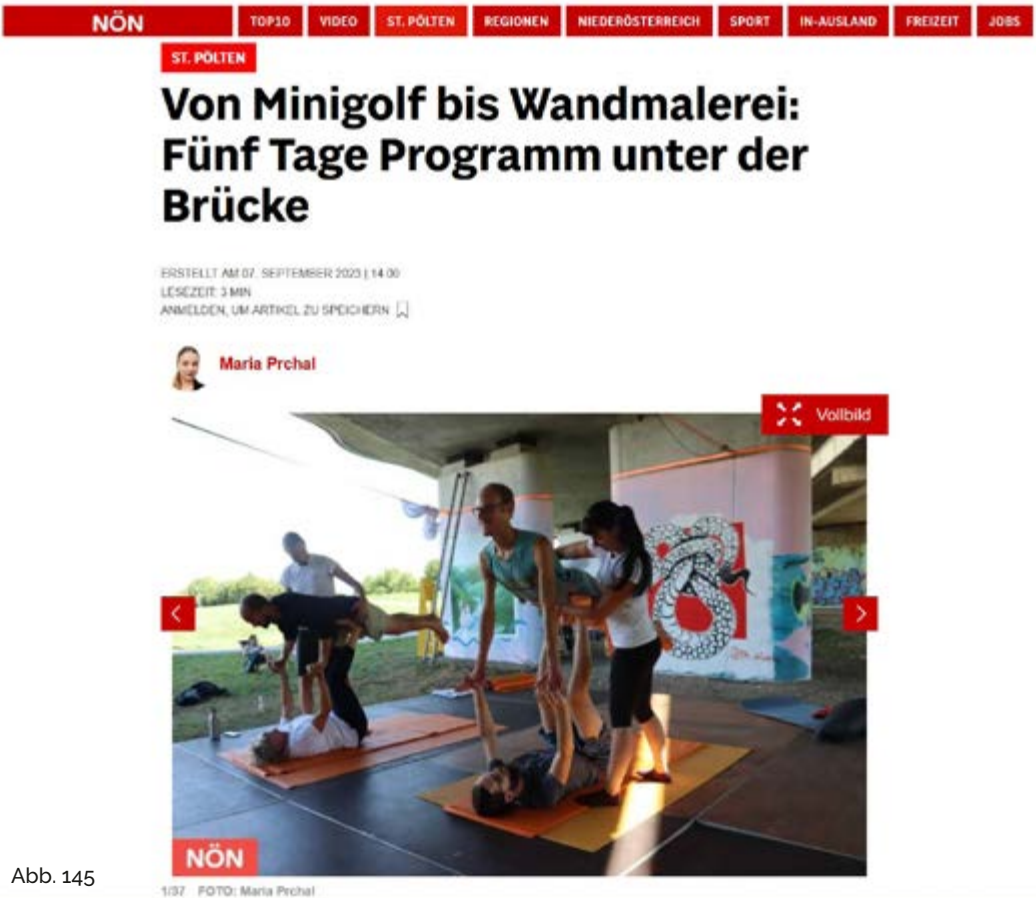 NÖN TOP10 VIDEO ST. PÖLTEN REGIONEN NIEDERÖSTERREICH SPORT IN-AUSLAND FREIZEIT JOBS
ST. PÖLTEN
Von Minigolf bis Wandmalerei:
Fünf Tage Programm unter der
Brücke
ERSTELLT AM 07. SEPTEMBER 2023 | 14:00
LESEZEIT: 3 MIN
ANMELDEN, UM ARTIKEL ZU SPEICHERN
Maria Prchal
Vollbild
NÖN
Abb. 145
1/37 FOTO: Maria Prchal